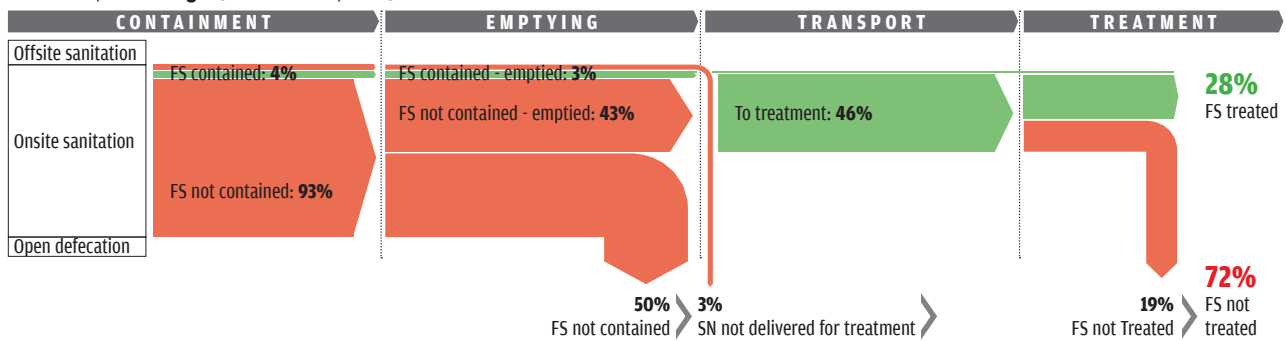 CONTAINMENT EMPTYING TRANSPORT TREATMENT
Offsite sanitation
FS contained: 4% FS contained - emptied: 3%
28%
FS treated
FS not contained - emptied: 43% To treatment: 46%
Onsite sanitation
FS not contained: 93%
Open defecation
72%
FS not
treated
50%
FS not contained
3%
SN not delivered for treatment
19%
FS not Treated